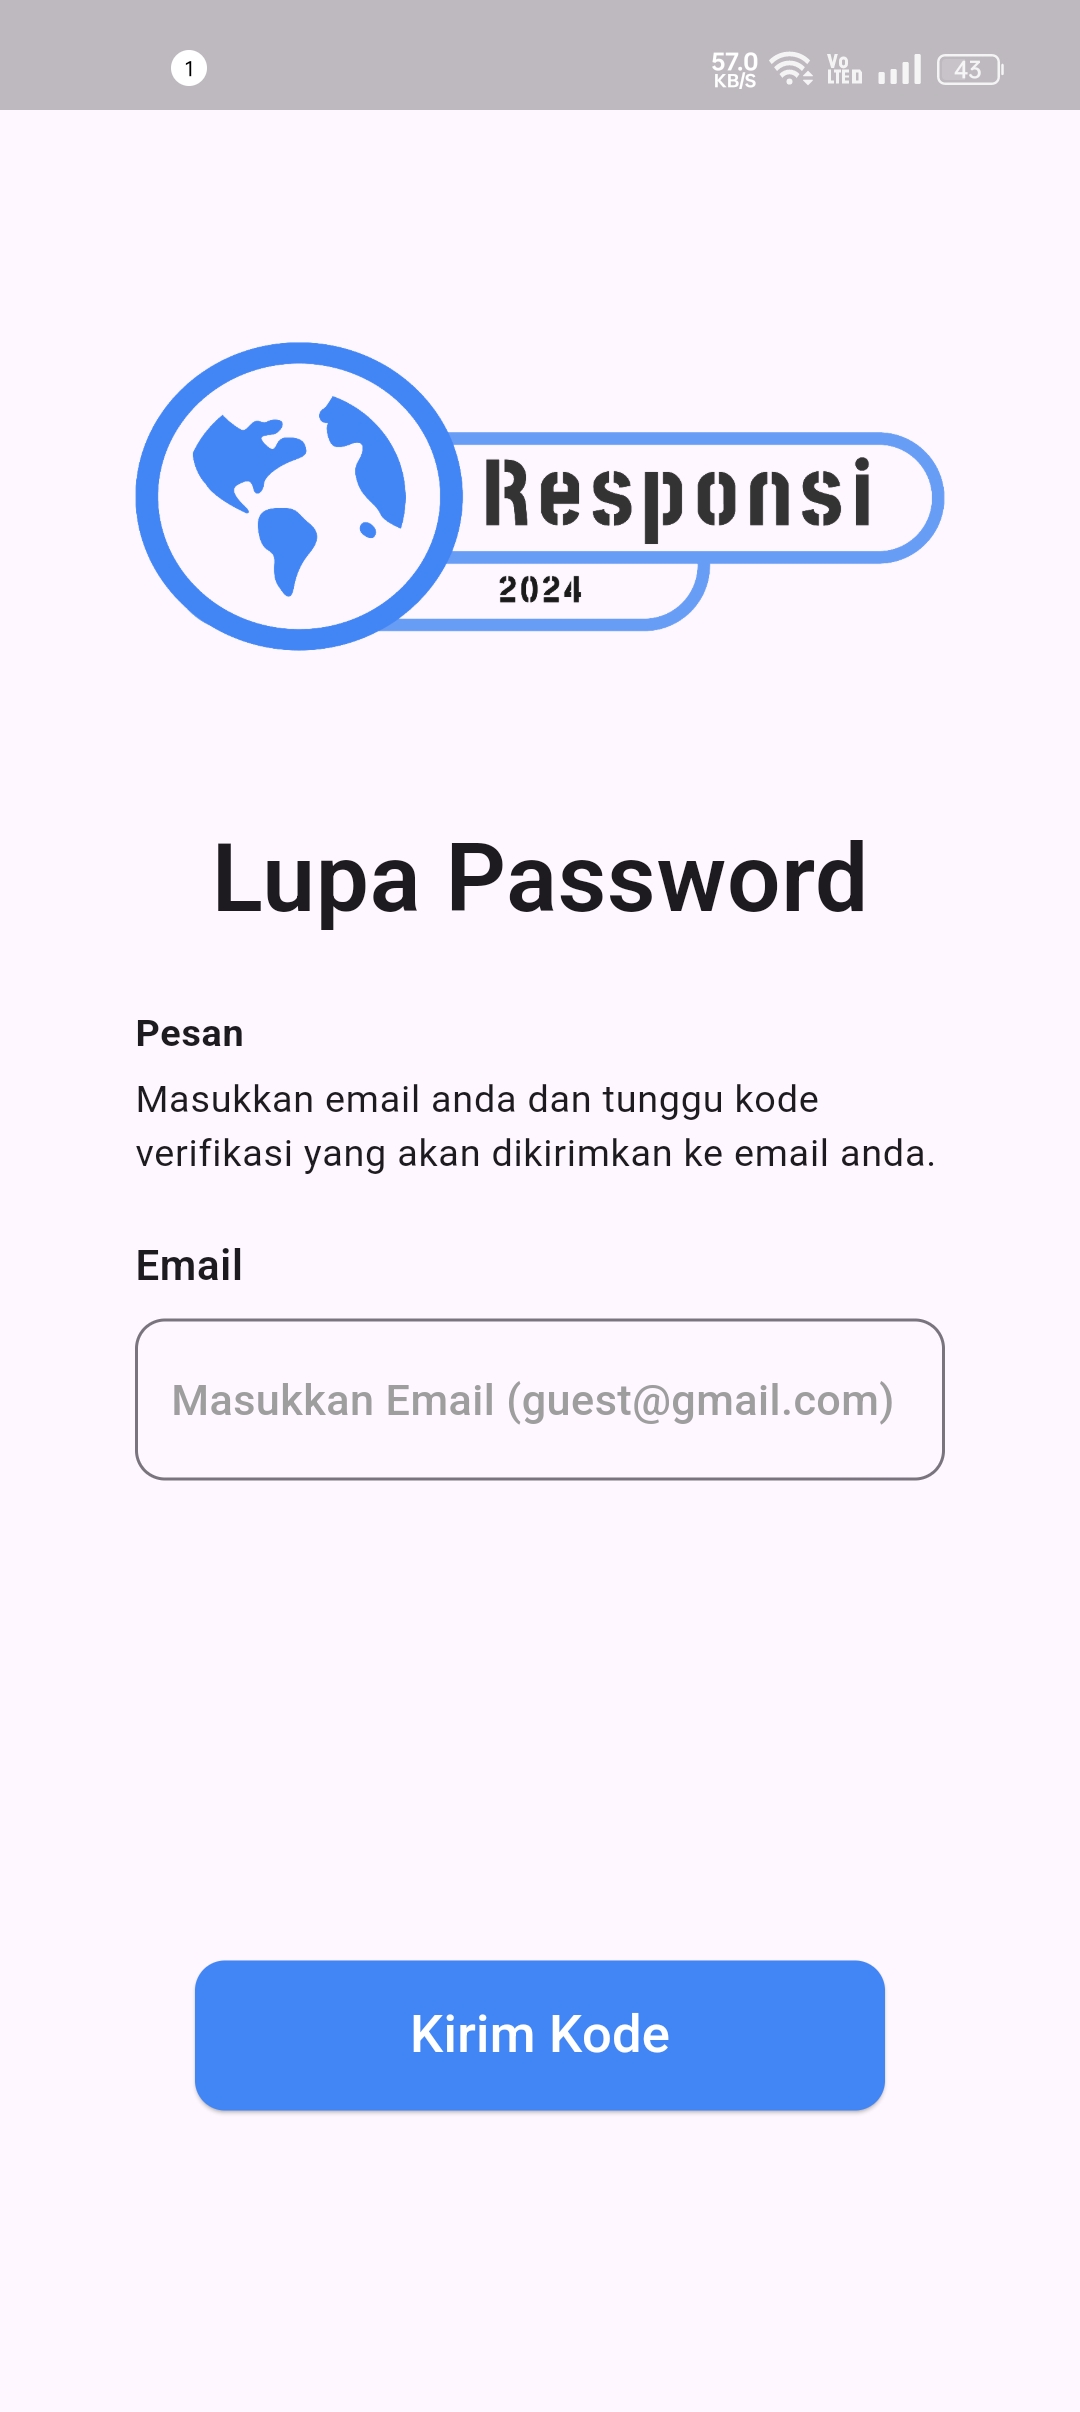 1
57.0
KB/S
Vo
LTE
43
Responsi
2024
Lupa Password
Pesan
Masukkan email anda dan tunggu kode
verifikasi yang akan dikirimkan ke email anda.
Email
Masukkan Email (guest@gmail.com)
Kirim Kode